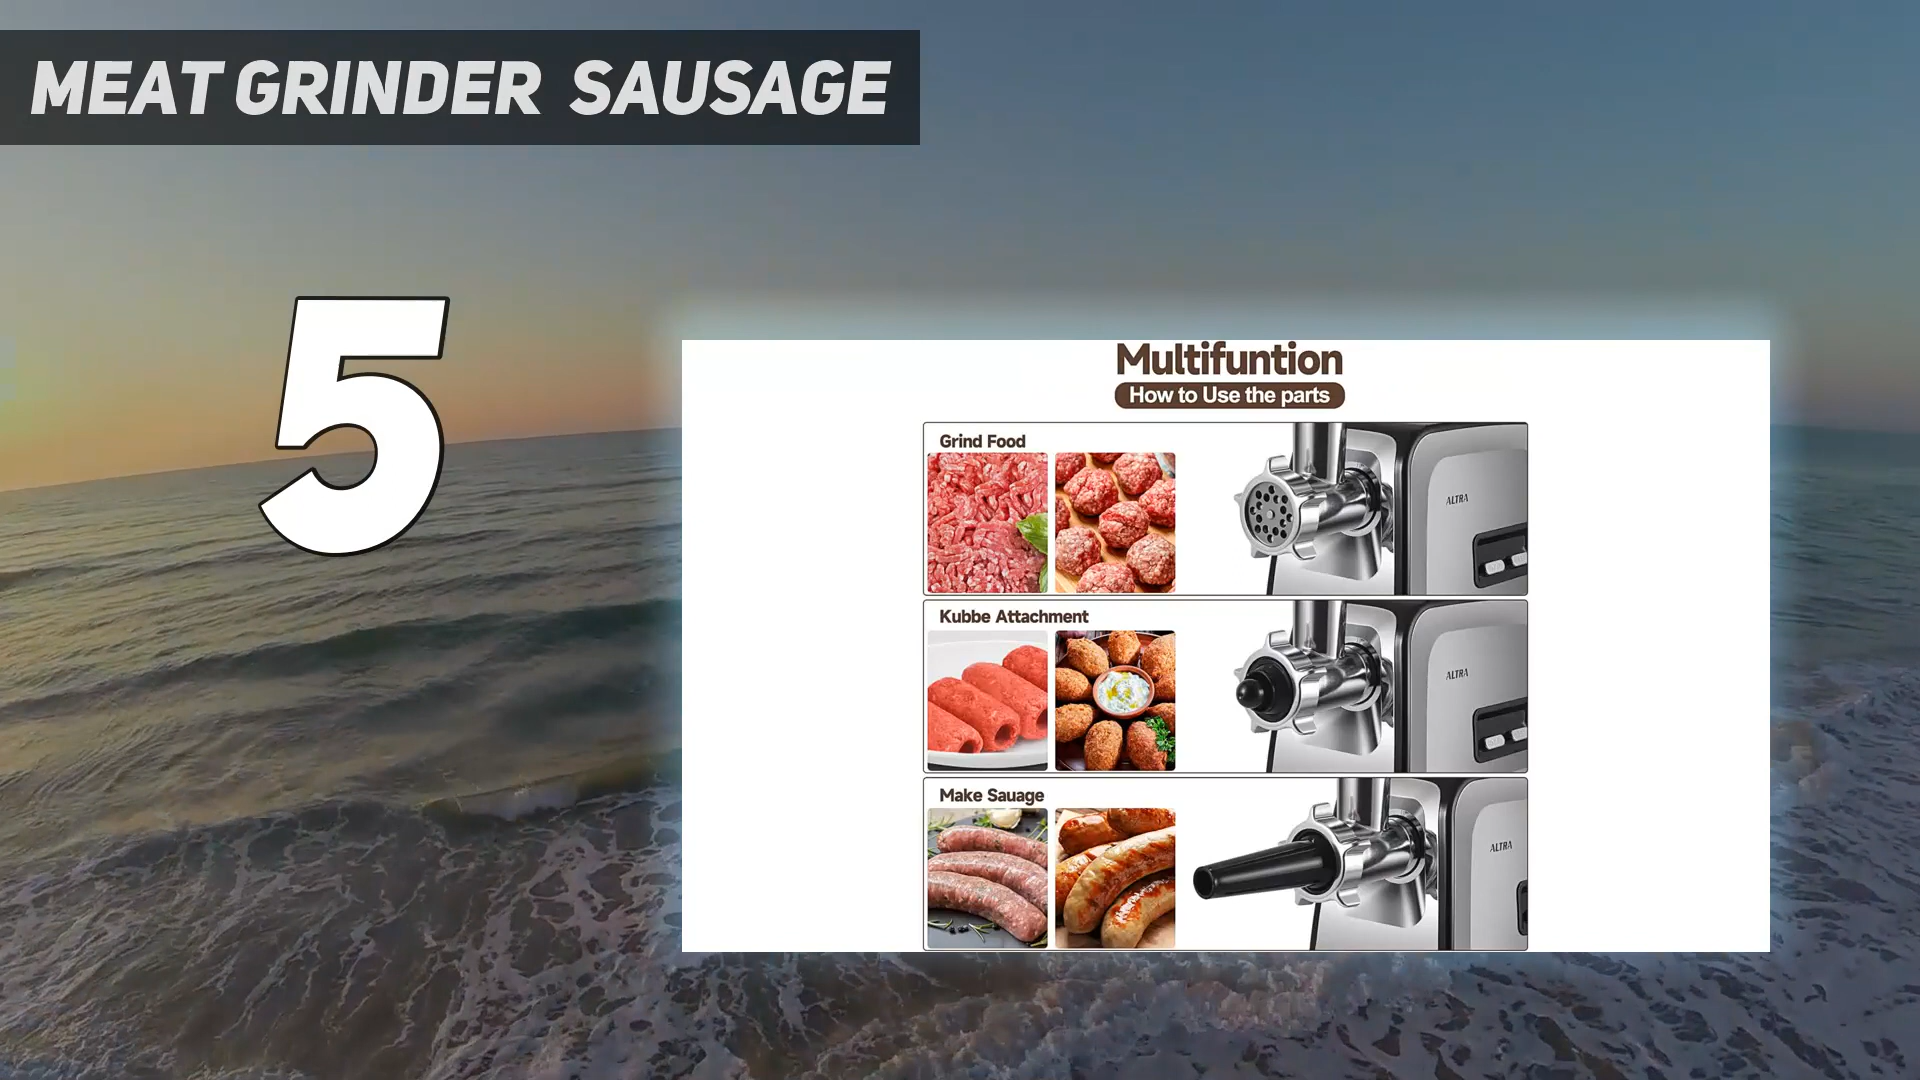 MEAT GRINDER SAUSAGE
5
Multifuntion
How to Use the parts
Grind Food
ALTRA
Kubbe Attachment
ALTRA
Make Sauage
ALTRA